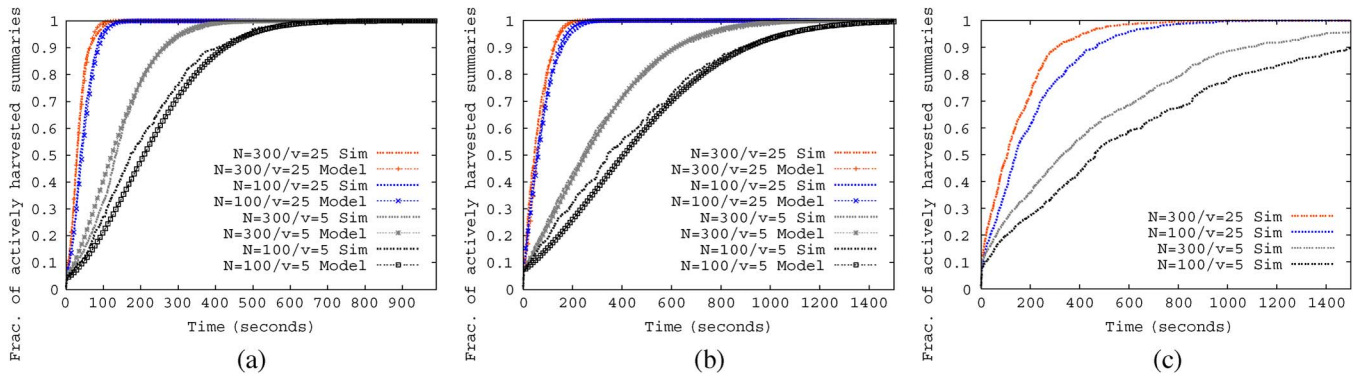 Frac. of actively harvested summaries
1
0.9
0.8
0.7
0.6
0.5
0.4
0.3
0.2
0.1
0
N=300/v=25 Sim
N=300/v=25 Model
N=100/v=25 Sim
N=100/v=25 Model
N=300/v=5 Sim
N=300/v=5 Model
N=100/v=5 Sim
N=100/v=5 Model
0 100 200 300 400 500 600 700 800 900
Time (seconds)
(a)
Frac. of actively harvested summaries
1
0.9
0.8
0.7
0.6
0.5
0.4
0.3
0.2
0.1
0
N=300/v=25 Sim
N=300/v=25 Model
N=100/v=25 Sim
N=100/v=25 Model
N=300/v=5 Sim
N=300/v=5 Model
N=100/v=5 Sim
N=100/v=5 Model
0 200 400 600 800 1000 1200 1400
Time (seconds)
(b)
Frac. of actively harvested summaries
1
0.9
0.8
0.7
0.6
0.5
0.4
0.3
0.2
0.1
0
N=300/v=25 Sim
N=100/v=25 Sim
N=300/v=5 Sim
N=100/v=5 Sim
0 200 400 600 800 1000 1200 1400
Time (seconds)
(c)